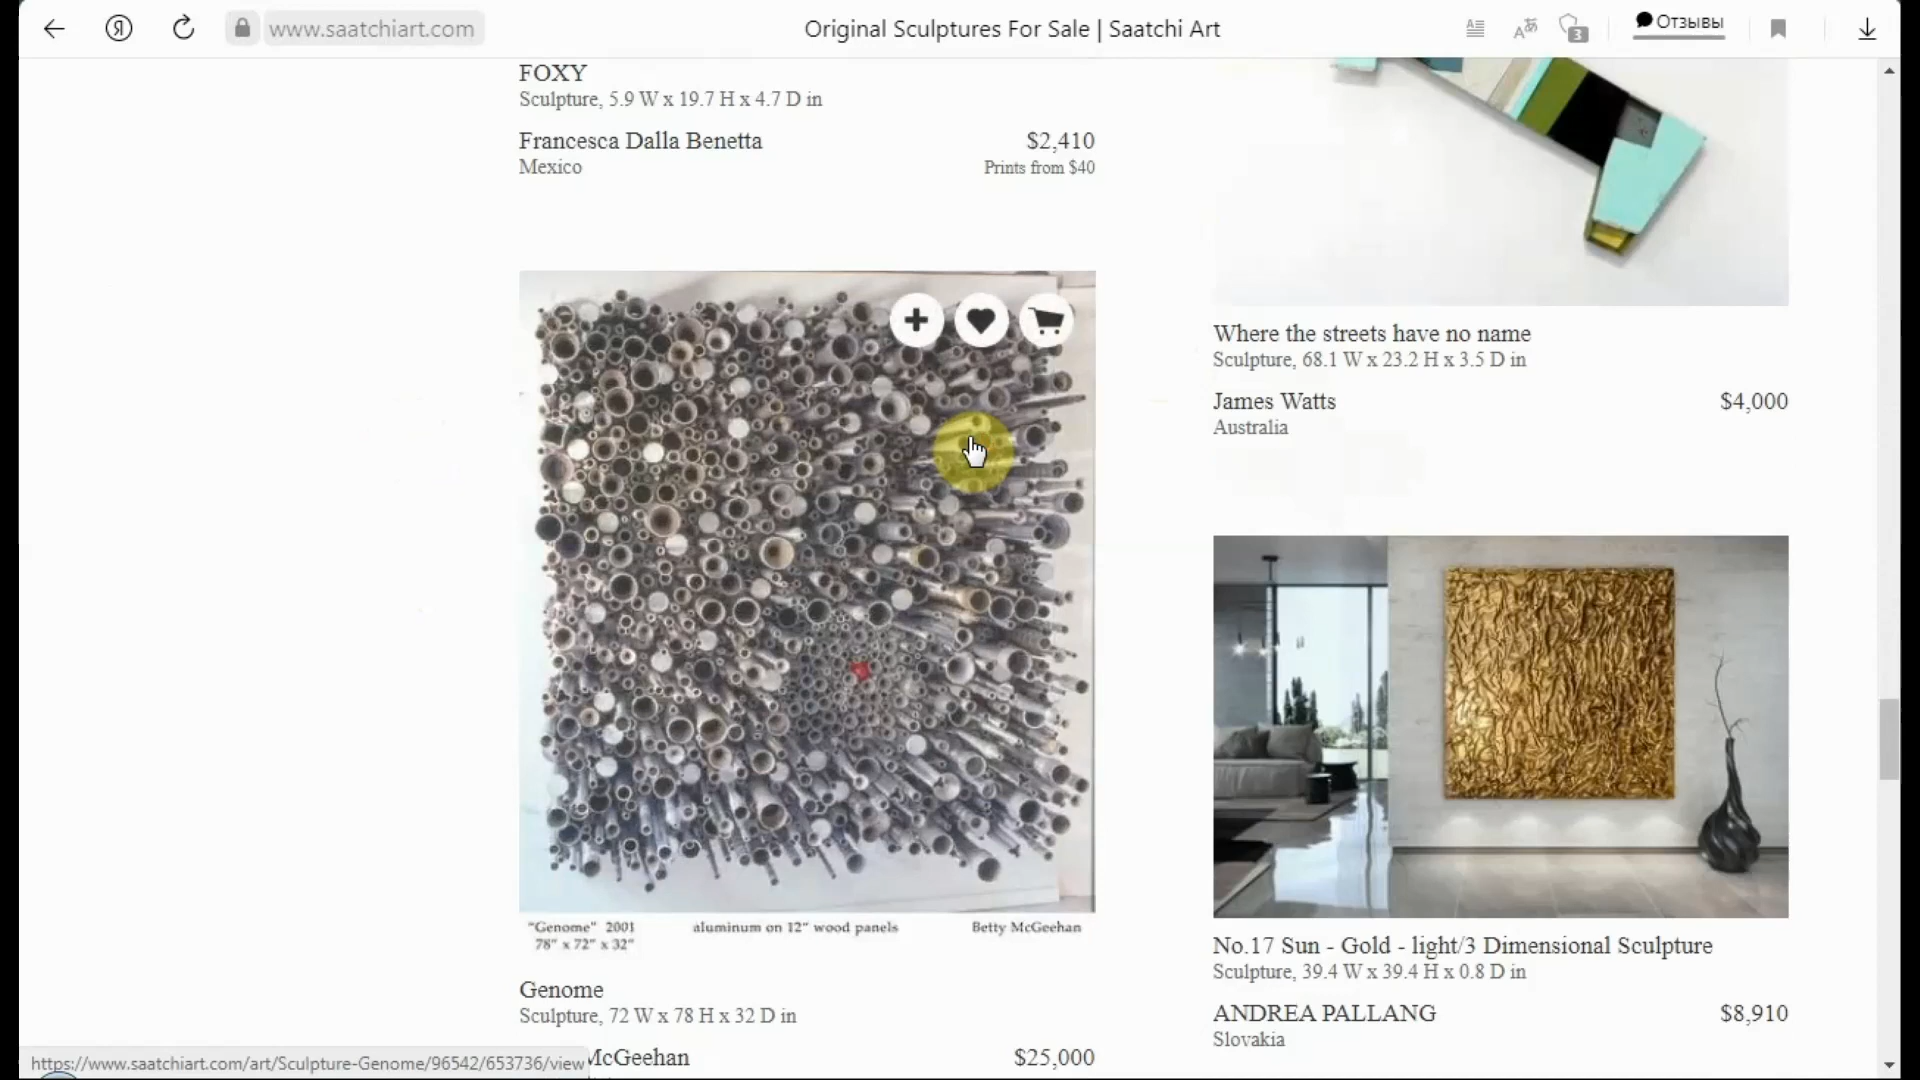 www.saatchiart.com
Original Sculptures For Sale | Saatchi Art
3
Отзывы
FOXY
Sculpture, 5.9 W x 19.7 H x 4.7 D in
Francesca Dalla Benetta
$2,410
Mexico
Prints from $40
"Genome" 2001
aluminum on 12" wood panels
Betty McGeehan
78" x 72" x 32"
Genome
Sculpture, 72 W x 78 H x 32 D in
McGeehan
$25,000
Where the streets have no name
Sculpture, 68.1 W x 23.2 H x 3.5 D in
James Watts
$4,000
Australia
No.17 Sun - Gold - light/3 Dimensional Sculpture
Sculpture, 39.4 W x 39.4 H x 0.8 D in
ANDREA PALLANG
$8,910
Slovakia
https://www.saatchiart.com/art/Sculpture-Genome/96542/653736/view